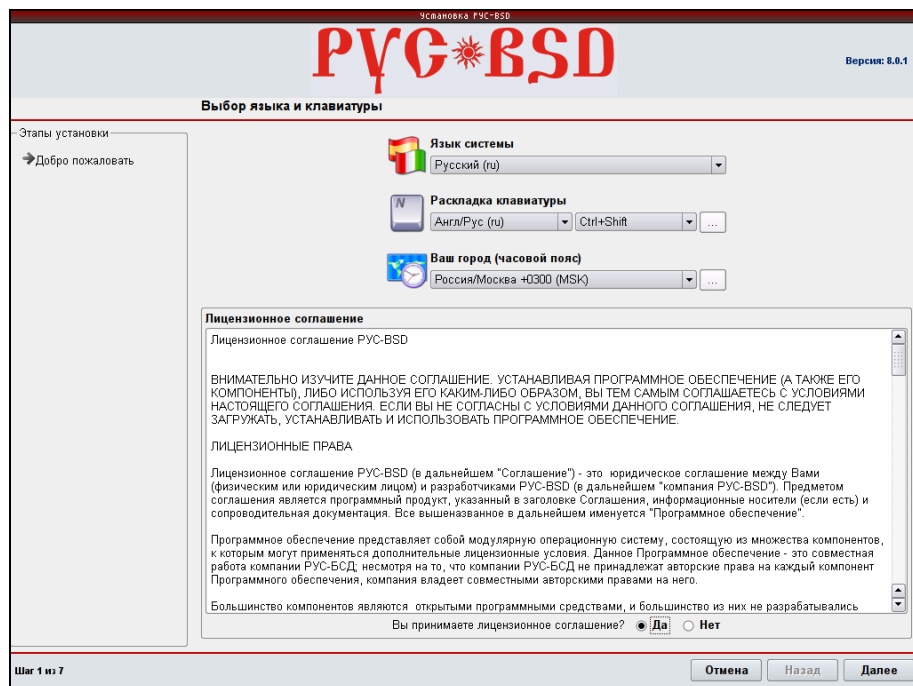 Установка РУС-BSD
РУС BSD
Версия: 8.0.1
Выбор языка и клавиатуры
Этапы установки
Добро пожаловать
Язык системы
Русский (ru)
Раскладка клавиатуры
N
Англ/Рус (ru)
Ctrl+Shift
...
Ваш город (часовой пояс)
Россия/Москва +0300 (MSK)
...
Лицензионное соглашение
Лицензионное соглашение РУС-BSD
ВНИМАТЕЛЬНО ИЗУЧИТЕ ДАННОЕ СОГЛАШЕНИЕ. УСТАНАВЛИВАЯ ПРОГРАММНОЕ ОБЕСПЕЧЕНИЕ (А ТАКЖЕ ЕГО
КОМПОНЕНТЫ), ЛИБО ИСПОЛЬЗУЯ ЕГО КАКИМ-ЛИБО ОБРАЗОМ, ВЫ ТЕМ САМЫМ СОГЛАШАЕТЕСЬ С УСЛОВИЯМИ
НАСТОЯЩЕГО СОГЛАШЕНИЯ. ЕСЛИ ВЫ НЕ СОГЛАСНЫ С УСЛОВИЯМИ ДАННОГО СОГЛАШЕНИЯ, НЕ СЛЕДУЕТ
ЗАГРУЖАТЬ, УСТАНАВЛИВАТЬ И ИСПОЛЬЗОВАТЬ ПРОГРАММНОЕ ОБЕСПЕЧЕНИЕ.
ЛИЦЕНЗИОННЫЕ ПРАВА
Лицензионное соглашение РУС-BSD (в дальнейшем "Соглашение") - это юридическое соглашение между Вами
(физическим или юридическим лицом) и разработчиками РУС-BSD (в дальнейшем "компания РУС-BSD"). Предметом
соглашения является программный продукт, указанный в заголовке Соглашения, информационные носители (если есть) и
сопроводительная документация. Все вышеназванное в дальнейшем именуется "Программное обеспечение".
Программное обеспечение представляет собой модулярную операционную систему, состоящую из множества компонентов,
к которым могут применяться дополнительные лицензионные условия. Данное Программное обеспечение - это совместная
работа компании РУС-БСД; несмотря на то, что компании РУС-БСД не принадлежат авторские права на каждый компонент
Программного обеспечения, компания владеет совместными авторскими правами на него.
Большинство компонентов являются открытыми программными средствами, и большинство из них не разрабатывались
Вы принимаете лицензионное соглашение? Да Нет
Шаг 1 из 7
Отмена
Назад
Далее